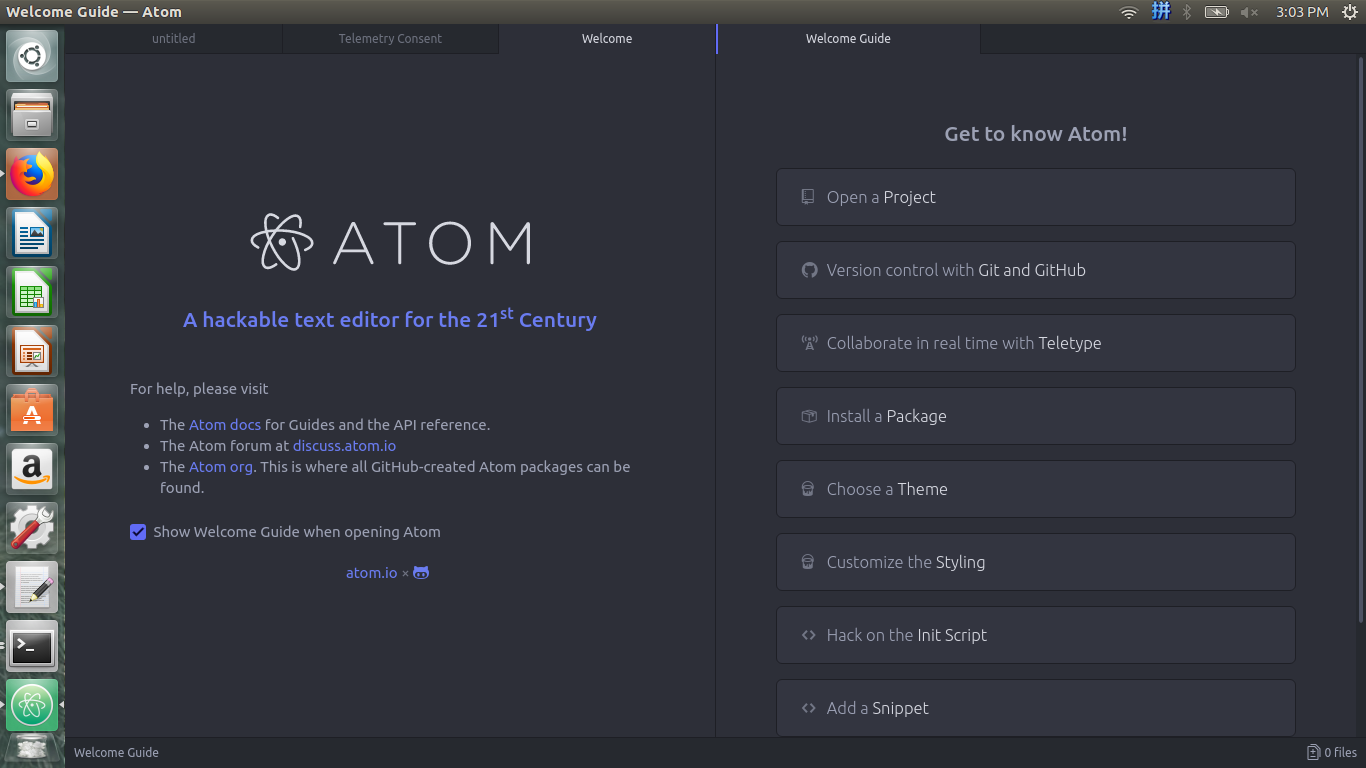 Welcome Guide — Atom
拼
3:03 PM
untitled
Telemetry Consent
Welcome
Welcome Guide
ATOM
A hackable text editor for the 21st Century
For help, please visit
• The Atom docs for Guides and the API reference.
• The Atom forum at discuss.atom.io
• The Atom org. This is where all GitHub-created Atom packages can be
found.
Show Welcome Guide when opening Atom
atom.io ×
Get to know Atom!
Open a Project
Version control with Git and GitHub
Collaborate in real time with Teletype
Install a Package
Choose a Theme
Customize the Styling
Hack on the Init Script
Add a Snippet
Welcome Guide
0 files